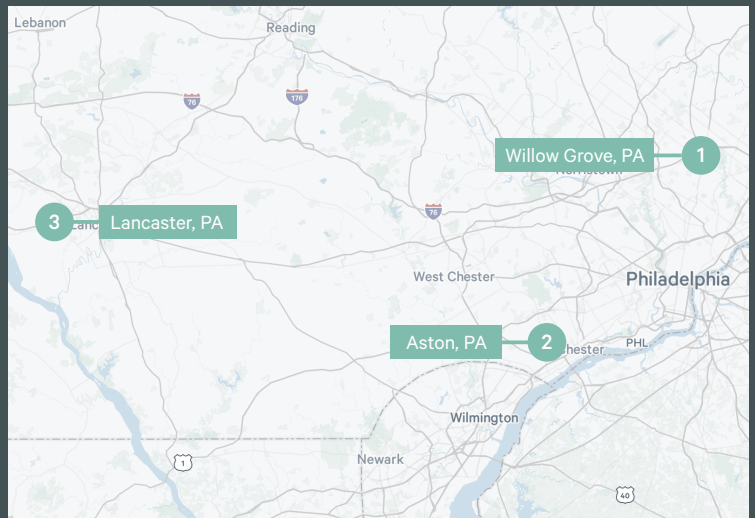 Lebanon
Reading
76
176
Willow Grove, PA
1
Norristown
3
Lancaster, PA
76
West Chester
Philadelphia
Aston, PA
2
PHL
Wilmington
Newark
1
40